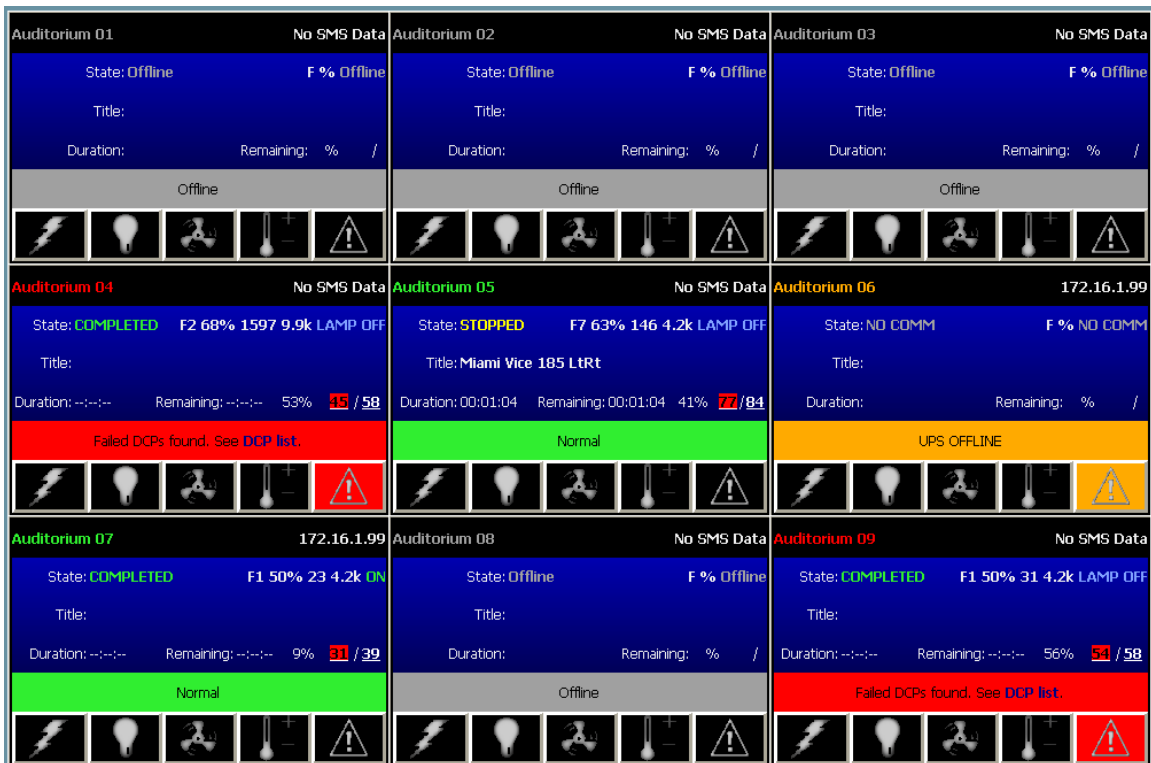 Auditorium 01 No SMS Data Auditorium 02 No SMS Data Auditorium 03 No SMS Data
State: Offline F % Offline State: Offline F % Offline State: Offline F % Offline
Title: Title: Title:
Duration: Remaining: % / Duration: Remaining: % / Duration: Remaining: % /
Offline Offline Offline
Auditorium 04 No SMS Data Auditorium 05 No SMS Data Auditorium 06 172.16.1.99
State: COMPLETED F2 68% 1597 9.9k LAMP OFF State: STOPPED F7 63% 146 4.2k LAMP OFF State: NO COMM F % NO COMM
Title: Title: Miami Vice 185 LtRt Title:
Duration: --:--:-- Remaining: --:--:-- 53% 45 / 58 Duration: 00:01:04 Remaining: 00:01:04 41% 77/84 Duration: Remaining: % /
Failed DCPs found. See DCP list. Normal UPS OFFLINE
Auditorium 07 172.16.1.99 Auditorium 08 No SMS Data Auditorium 09 No SMS Data
State: COMPLETED F1 50% 23 4.2k ON State: Offline F % Offline State: COMPLETED F1 50% 31 4.2k LAMP OFF
Title: Title: Title:
Duration: --:--:-- Remaining: --:--:-- 9% 31 / 39 Duration: Remaining: % / Duration: --:--:-- Remaining: --:--:-- 56% 54 / 58
Normal Offline Failed DCPs found. See DCP list.